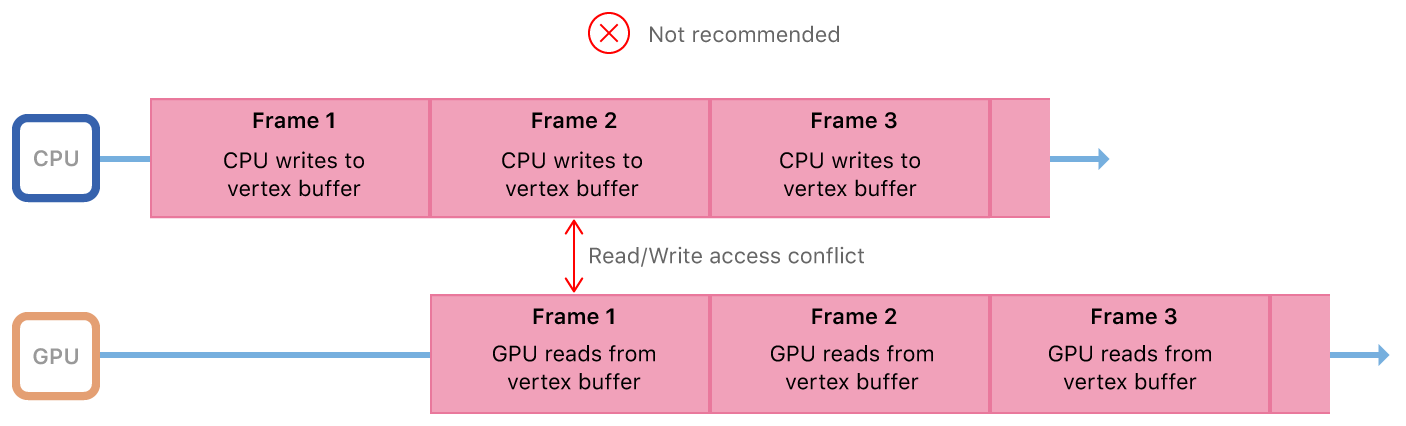 Not recommended
CPU
Frame 1
CPU writes to
vertex buffer
Frame 2
CPU writes to
vertex buffer
Frame 3
CPU writes to
vertex buffer
Read/Write access conflict
GPU
Frame 1
GPU reads from
vertex buffer
Frame 2
GPU reads from
vertex buffer
Frame 3
GPU reads from
vertex buffer